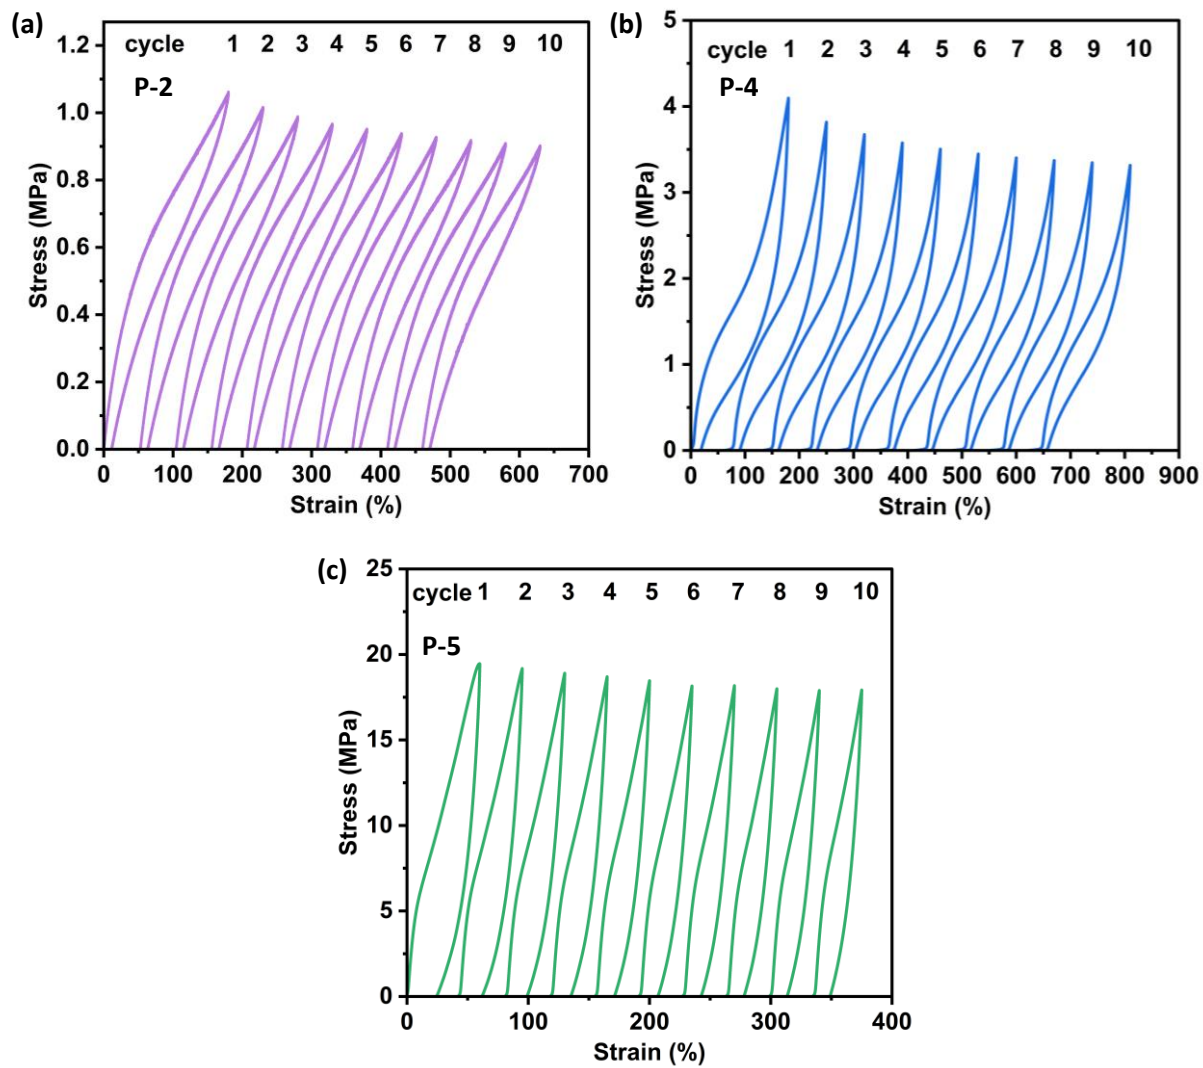 (a)
cycle 1 2 3 4 5 6 7 8 9 10
P-2
1.2
1.0
0.8
0.6
0.4
0.2
0.0
Stress (MPa)
0 100 200 300 400 500 600 700
Strain (%)
(b)
cycle 1 2 3 4 5 6 7 8 9 10
P-4
5
4
3
2
1
0
Stress (MPa)
0 100 200 300 400 500 600 700 800 900
Strain (%)
(c)
cycle 1 2 3 4 5 6 7 8 9 10
P-5
25
20
15
10
5
0
Stress (MPa)
0 100 200 300 400
Strain (%)